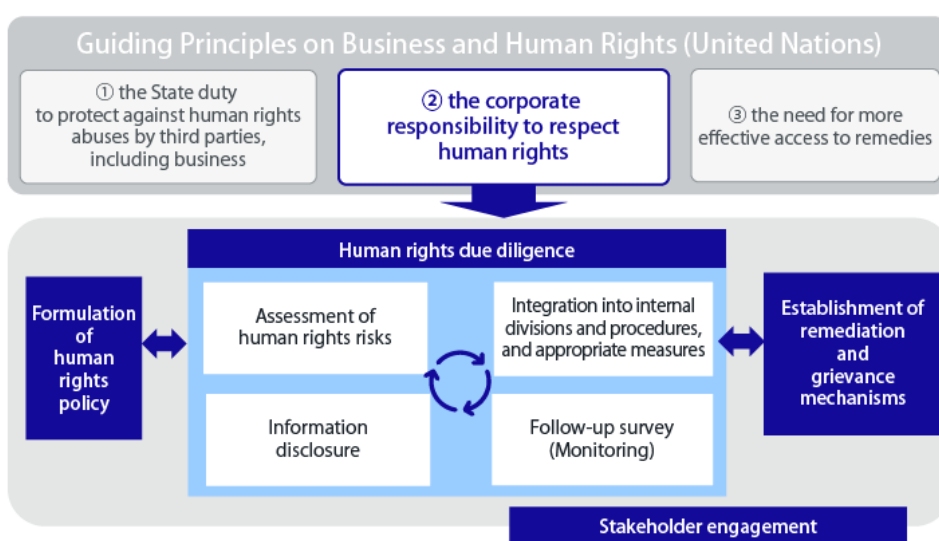 Guiding Principles on Business and Human Rights (United Nations)
① the State duty
to protect against human rights
abuses by third parties,
including business
② the corporate
responsibility to respect
human rights
③ the need for more
effective access to remedies
Human rights due diligence
Formulation
of
human
rights
policy
Assessment of
human rights risks
Integration into internal
divisions and procedures,
and appropriate measures
Information
disclosure
Follow-up survey
(Monitoring)
Establishment of
remediation
and
grievance
mechanisms
Stakeholder engagement